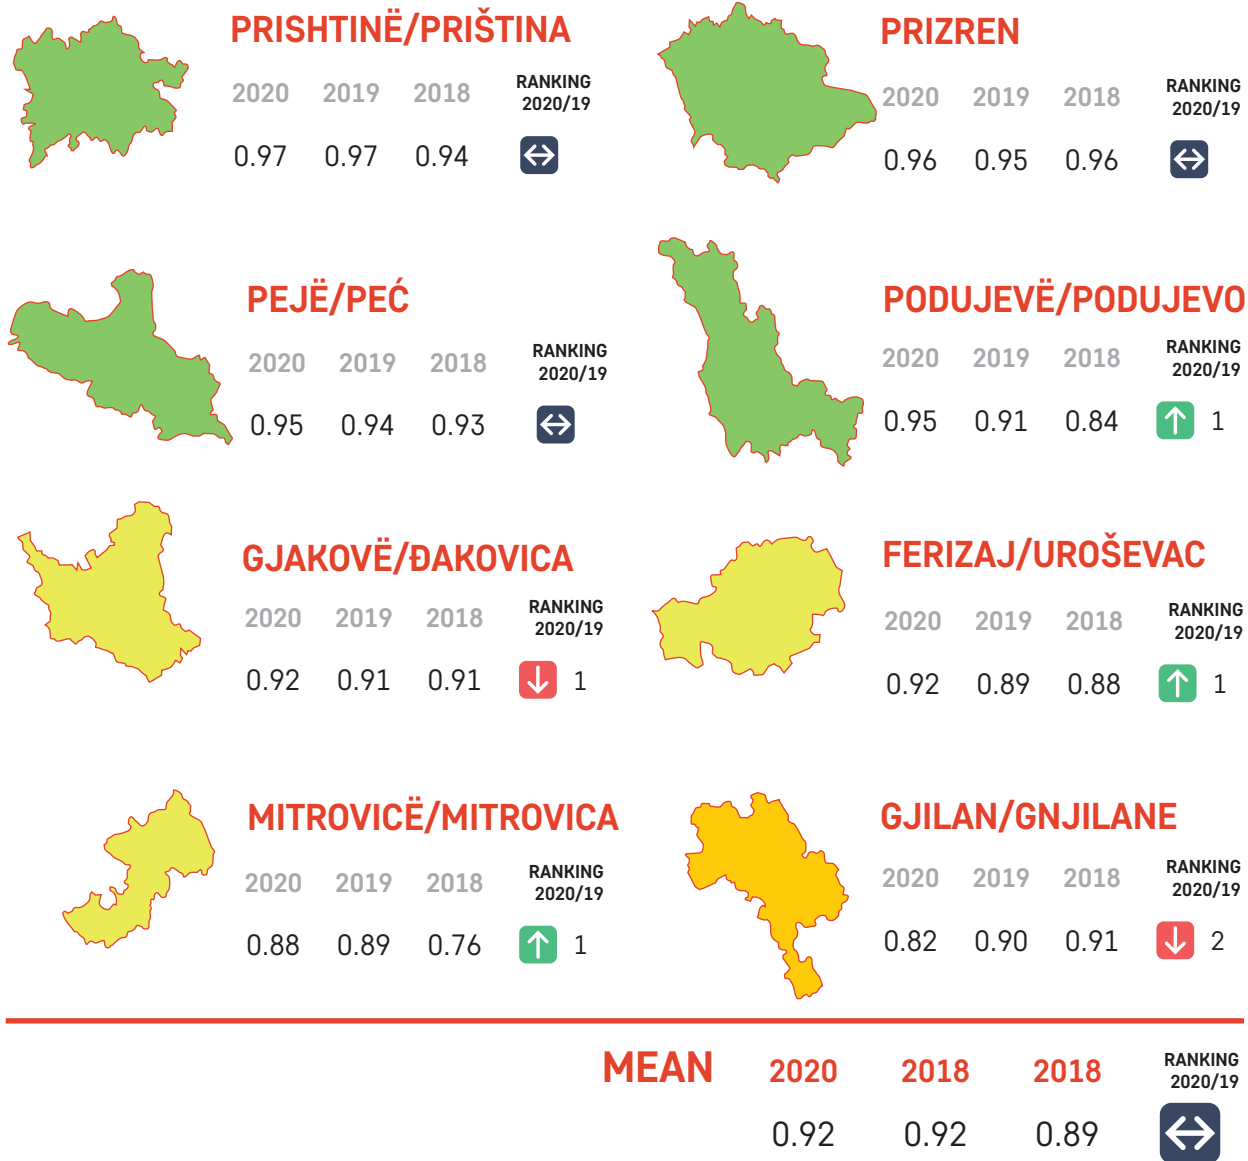 PRISHTINË/PRIŠTINA
2020 2019 2018 RANKING 2020/19
0.97 0.97 0.94
PRIZREN
2020 2019 2018 RANKING 2020/19
0.96 0.95 0.96
PEJË/PEĆ
2020 2019 2018 RANKING 2020/19
0.95 0.94 0.93
PODUJEVË/PODUJEVO
2020 2019 2018 RANKING 2020/19
0.95 0.91 0.84 1
GJAKOVË/ĐAKOVICA
2020 2019 2018 RANKING 2020/19
0.92 0.91 0.91 1
FERIZAJ/UROŠEVAC
2020 2019 2018 RANKING 2020/19
0.92 0.89 0.88 1
MITROVICË/MITROVICA
2020 2019 2018 RANKING 2020/19
0.88 0.89 0.76 1
GJILAN/GNJILANE
2020 2019 2018 RANKING 2020/19
0.82 0.90 0.91 2
MEAN 2020 2018 2018 RANKING 2020/19
0.92 0.92 0.89